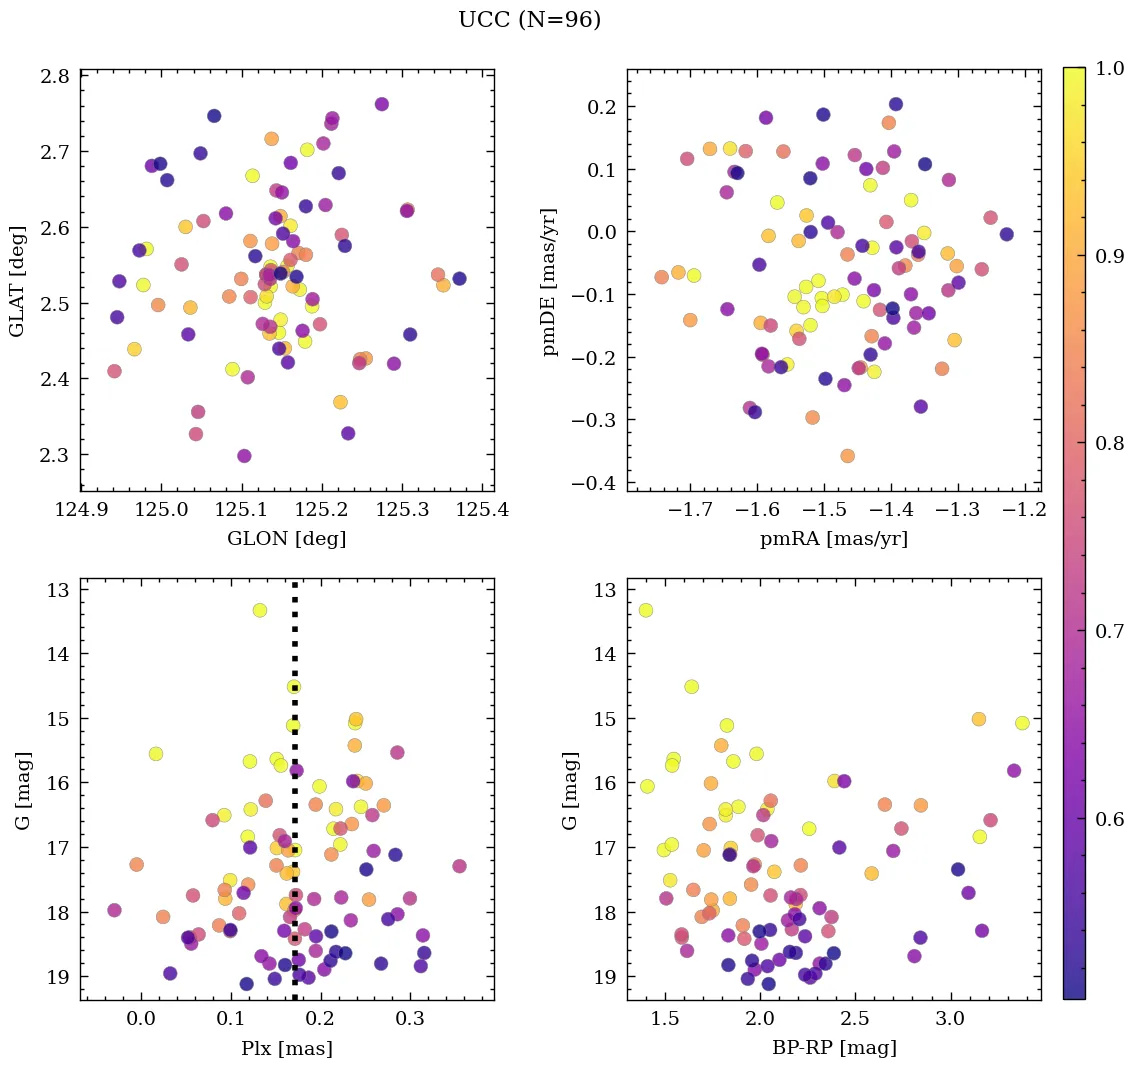 UCC (N=96)
2.8
2.7
2.6
2.5
2.4
2.3
GLAT [deg]
124.9 125.0 125.1 125.2 125.3 125.4
GLON [deg]
0.2
0.1
0.0
−0.1
−0.2
−0.3
−0.4
pmDE [mas/yr]
−1.7 −1.6 −1.5 −1.4 −1.3 −1.2
pmRA [mas/yr]
13
14
15
16
17
18
19
G [mag]
0.0 0.1 0.2 0.3
Plx [mas]
13
14
15
16
17
18
19
G [mag]
1.5 2.0 2.5 3.0
BP-RP [mag]
1.0
0.9
0.8
0.7
0.6